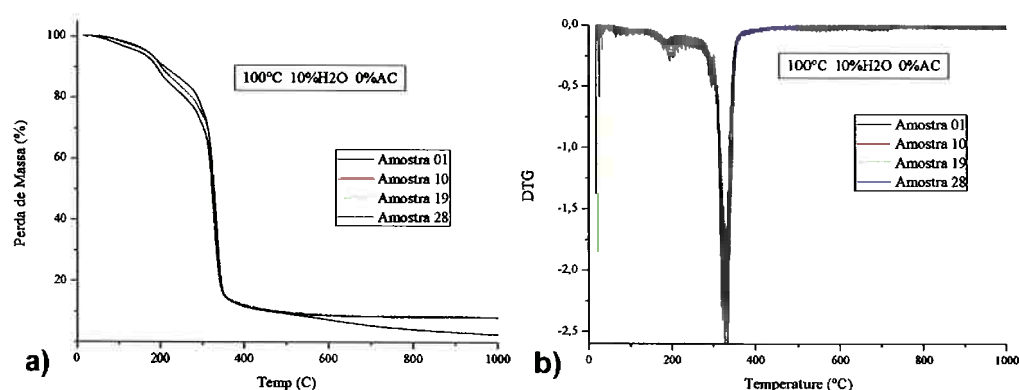 100
80
60
40
20
0
200
400
600
800
1000
Perda de Massa (%)
Temp (C)
100°C 10%H2O 0%AC
Amostra 01
Amostra 10
Amostra 19
Amostra 28
a)
0,0
-0,5
-1,0
-1,5
-2,0
-2,5
0
200
400
600
800
1000
DTG
Temperature (°C)
100°C 10%H2O 0%AC
Amostra 01
Amostra 10
Amostra 19
Amostra 28
b)